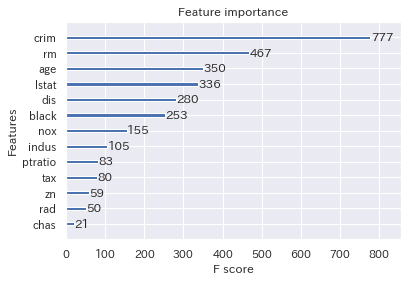 Feature importance
Features
crim 777
rm 467
age 350
lstat 336
dis 280
black 253
nox 155
indus 105
ptratio 83
tax 80
zn 59
rad 50
chas 21
0 100 200 300 400 500 600 700 800
F score